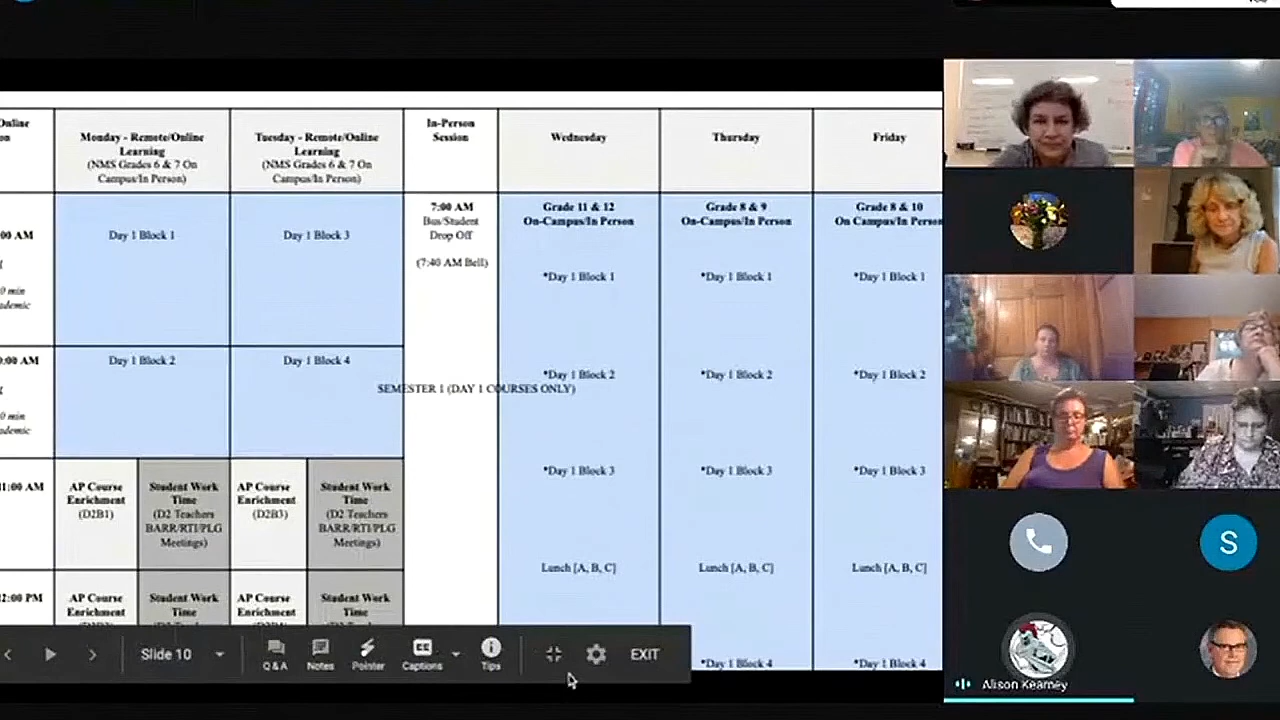 Online
Monday - Remote/Online
Learning
(NMS Grades 6 & 7 On
Campus/In Person)
Tuesday - Remote/Online
Learning
(NMS Grades 6 & 7 On
Campus/In Person)
In-Person
Session
Wednesday
Thursday
Friday
:00 AM
0 min
ademic
Day 1 Block 1
Day 1 Block 3
7:00 AM
Bus/Student
Drop Off
(7:40 AM Bell)
Grade 11 & 12
On-Campus/In Person
Grade 8 & 9
On-Campus/In Person
Grade 8 & 10
On Campus/In Person
*Day 1 Block 1
*Day 1 Block 1
*Day 1 Block 1
:00 AM
0 min
ademic
Day 1 Block 2
Day 1 Block 4
*Day 1 Block 2
*Day 1 Block 2
*Day 1 Block 2
SEMESTER 1 (DAY 1 COURSES ONLY)
11:00 AM
AP Course
Enrichment
(D2B1)
Student Work
Time
(D2 Teachers
BARR/RTI/PLG
Meetings)
AP Course
Enrichment
(D2B3)
Student Work
Time
(D2 Teachers
BARR/RTI/PLG
Meetings)
*Day 1 Block 3
*Day 1 Block 3
*Day 1 Block 3
Lunch [A, B, C]
Lunch [A, B, C]
Lunch [A, B, C]
12:00 PM
AP Course
Enrichment
Student Work
Time
AP Course
Enrichment
Student Work
Time
*Day 1 Block 4
*Day 1 Block 4
Slide 10
Q & A
Notes
Pointer
CC
Captions
Tips
EXIT
S
Alison Kearney